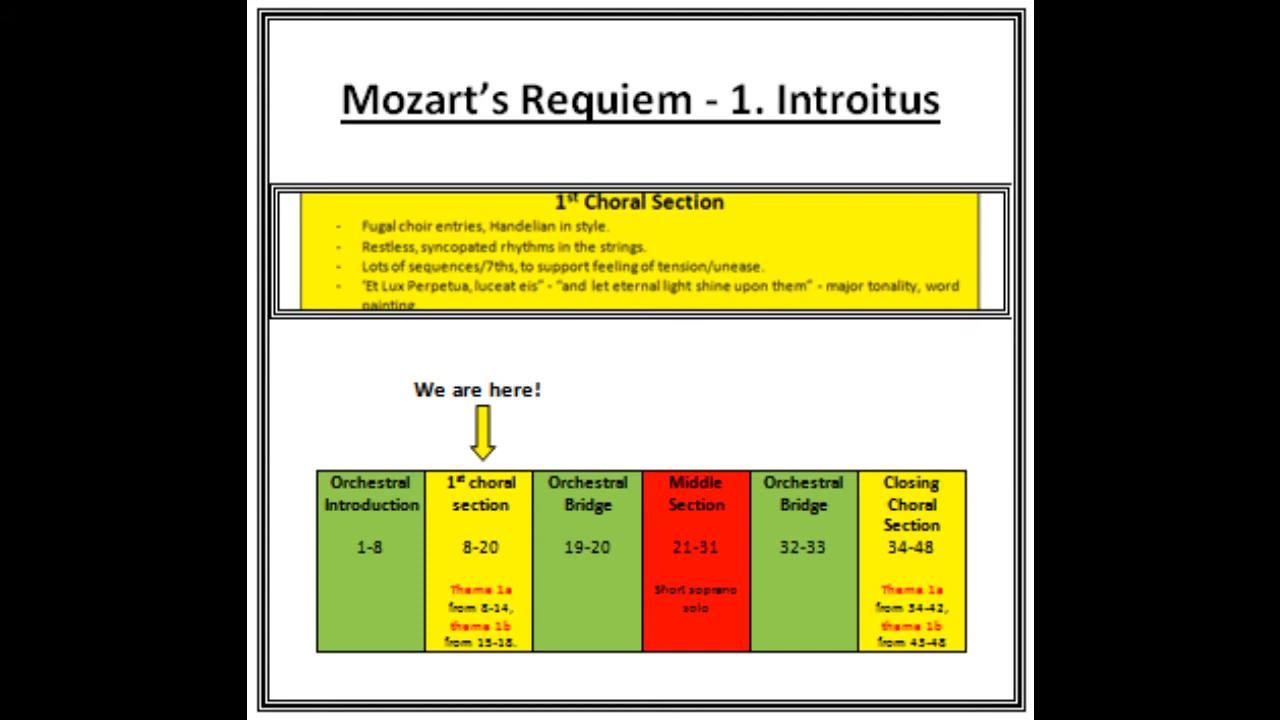 Mozart's Requiem - 1. Introitus
1st Choral Section
- Fugal choir entries, Handelian in style.
- Restless, syncopated rhythms in the strings.
- Lots of sequences/7ths, to support feeling of tension/unease.
- 'Et Lux Perpetua, luceat eis" - "and let eternal light shine upon them" - major tonality, word
painting
We are here!
Orchestral
Introduction
1-8
1st choral
section
8-20
Theme 1a
from 8-14,
theme 1b
from 15-18.
Orchestral
Bridge
19-20
Middle
Section
21-31
Short soprano
solo
Orchestral
Bridge
32-33
Closing
Choral
Section
34-48
Theme 1a
from 34-42,
theme 1b
from 43-48